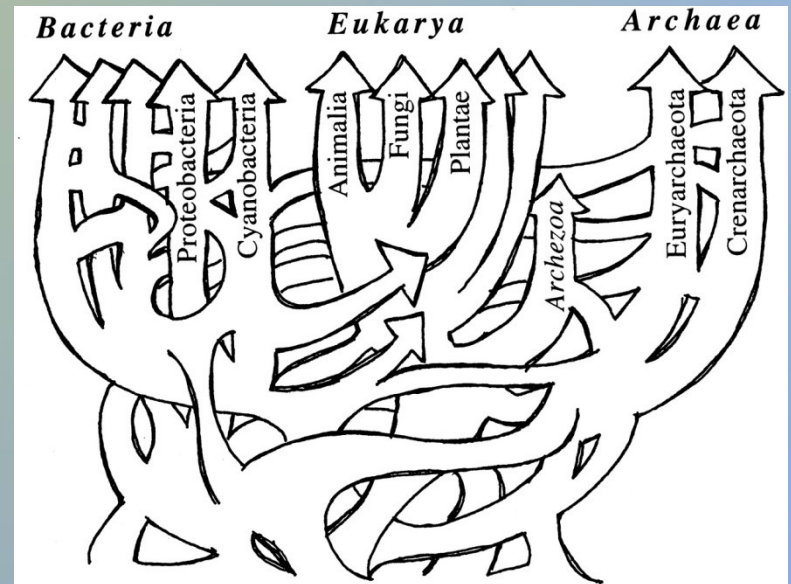 Bacteria Eukarya Archaea
Proteobacteria
Cyanobacteria
Animalia
Fungi
Plantae
Archezoa
Euryarchaeota
Crenarchaeota